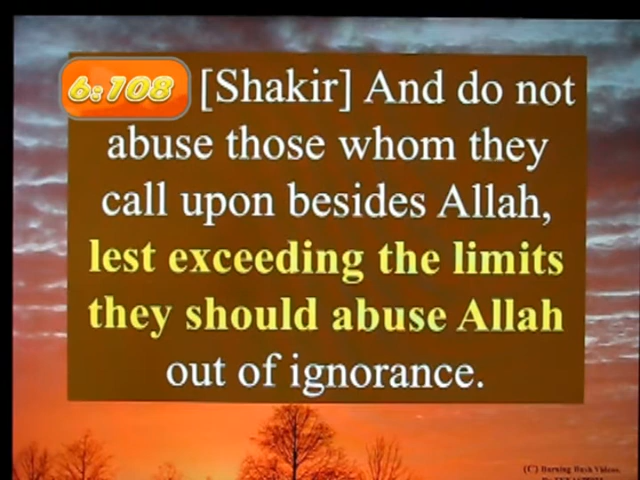 6:108 [Shakir] And do not
abuse those whom they
call upon besides Allah,
lest exceeding the limits
they should abuse Allah
out of ignorance.
(C) Burning Bush Videos.